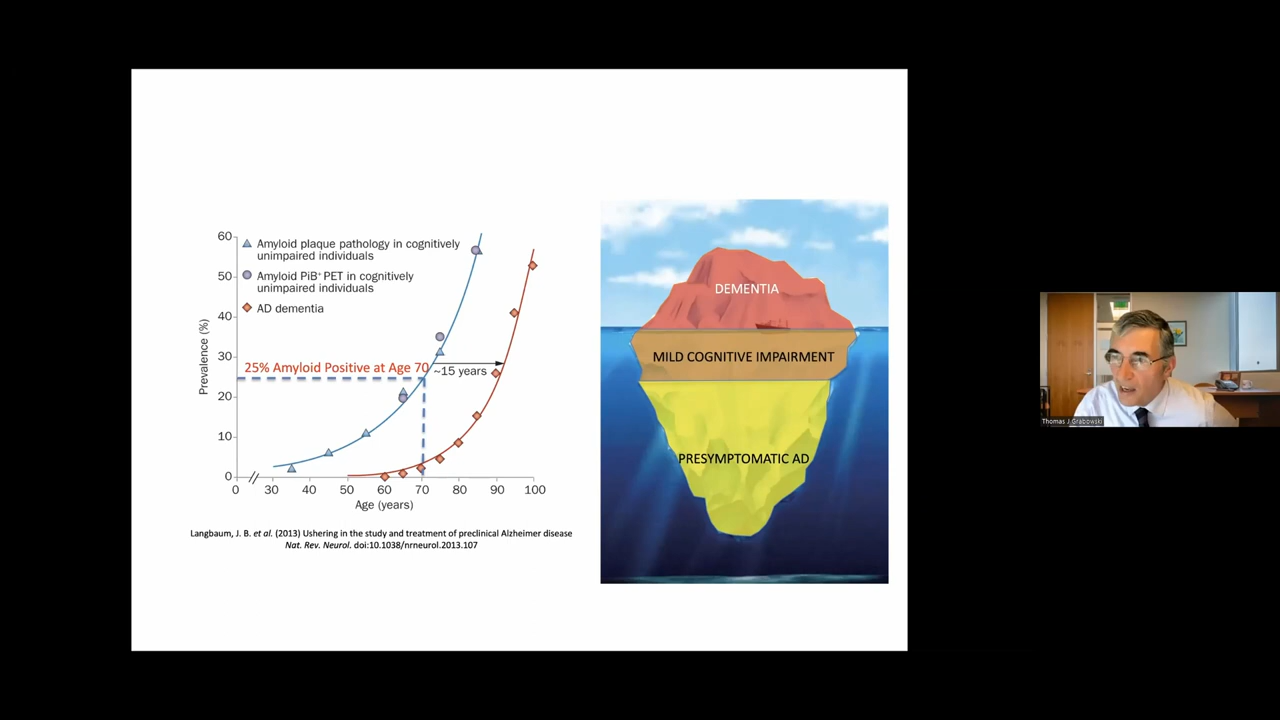 60
50
40
30
20
10
0
Prevalence (%)
Amyloid plaque pathology in cognitively
unimpaired individuals
Amyloid PiB⁺ PET in cognitively
unimpaired individuals
AD dementia
25% Amyloid Positive at Age 70
~15 years
0 30 40 50 60 70 80 90 100
Age (years)
Langbaum, J. B. et al. (2013) Ushering in the study and treatment of preclinical Alzheimer disease
Nat. Rev. Neurol. doi:10.1038/nrneurol.2013.107
DEMENTIA
MILD COGNITIVE IMPAIRMENT
PRESYMPTOMATIC AD
Thomas J Grabowski